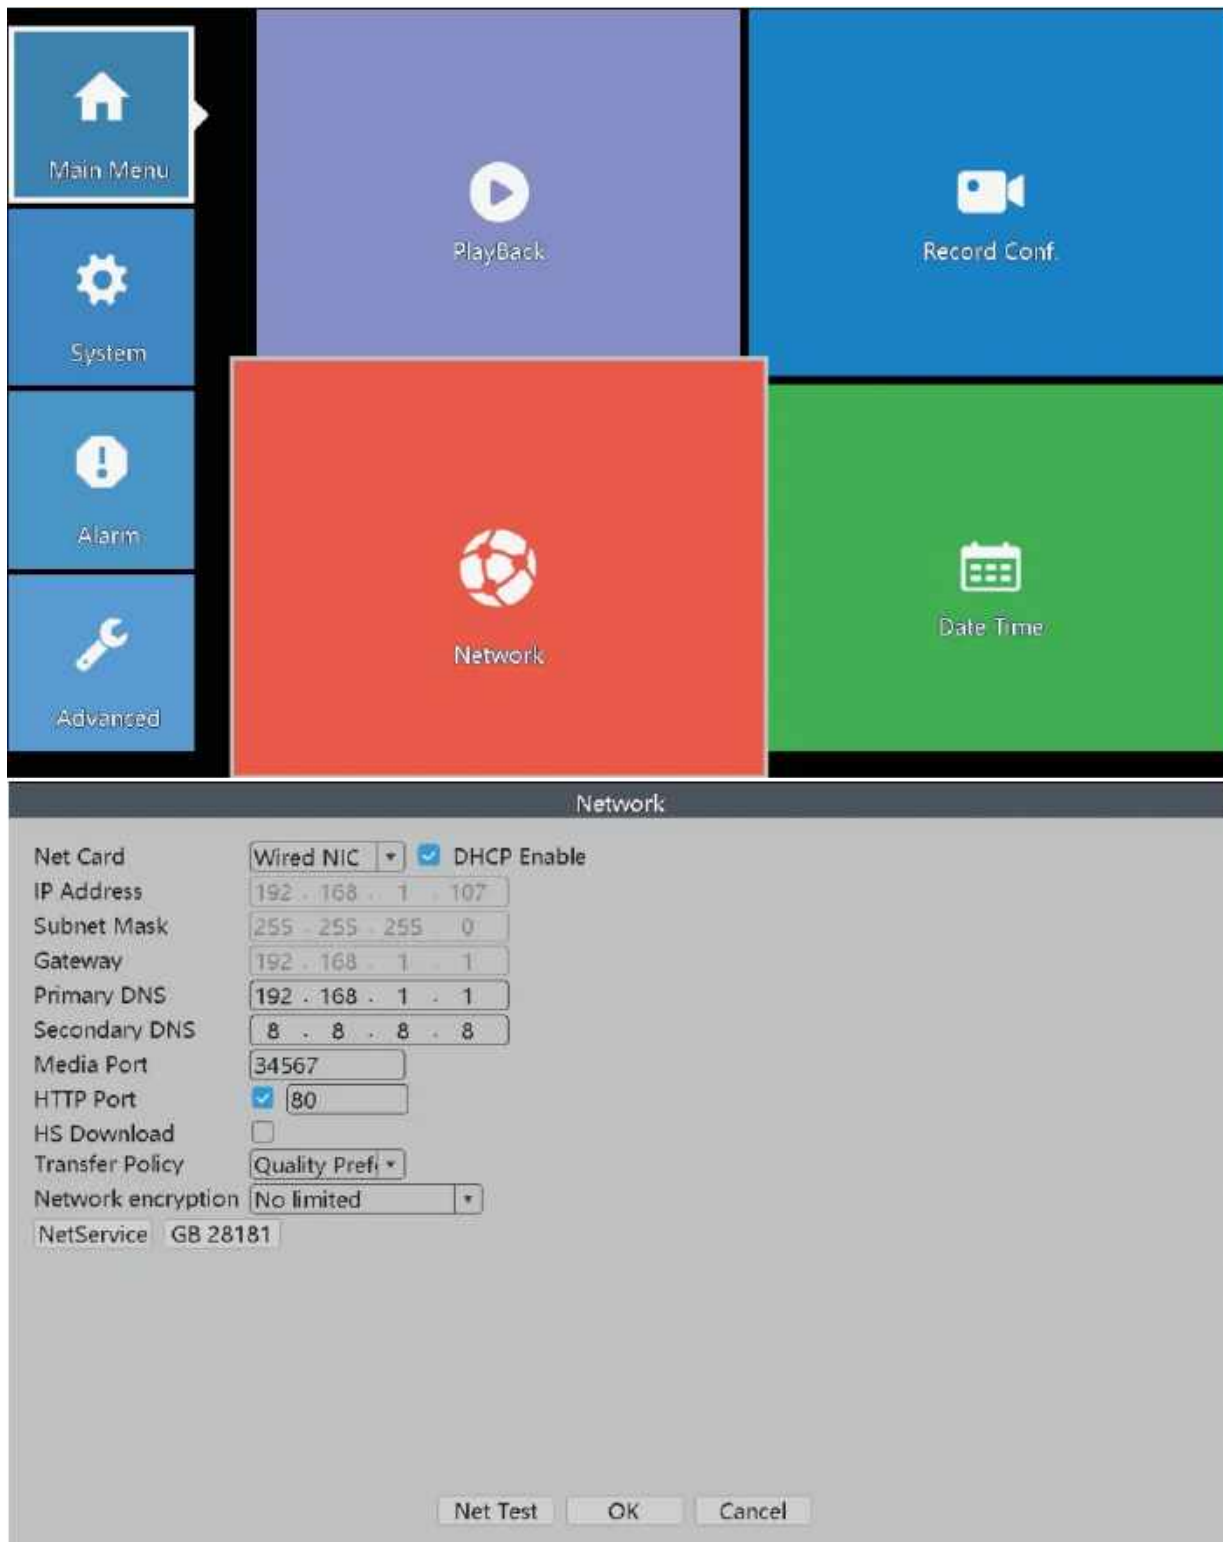 Main Menu
PlayBack
Record Conf.
System
Alarm
Network
Date Time
Advanced
Network
Net Card Wired NIC DHCP Enable
IP Address 192 . 168 . 1 . 107
Subnet Mask 255 . 255 . 255 . 0
Gateway 192 . 168 . 1 . 1
Primary DNS 192 . 168 . 1 . 1
Secondary DNS 8 . 8 . 8 . 8
Media Port 34567
HTTP Port 80
HS Download
Transfer Policy Quality Pref
Network encryption No limited
NetService GB 28181
Net Test OK Cancel